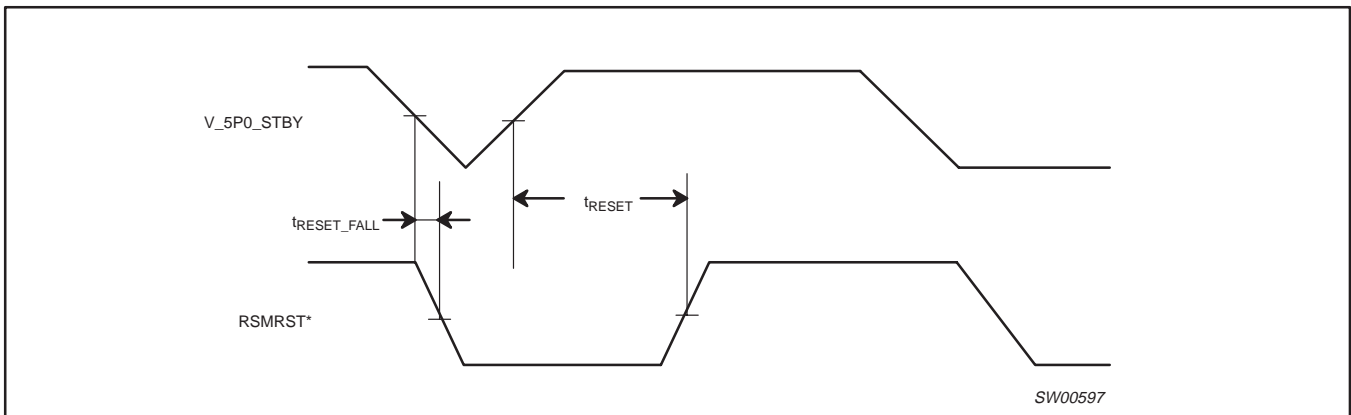 V_5P0_STBY
tRESET
tRESET_FALL
RSMRST*
SW00597